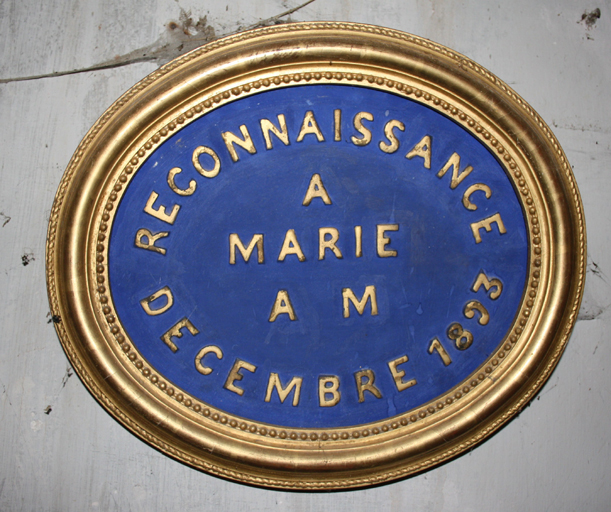 RECONNAISSANCE
A
MARIE
A M
DECEMBRE 1893